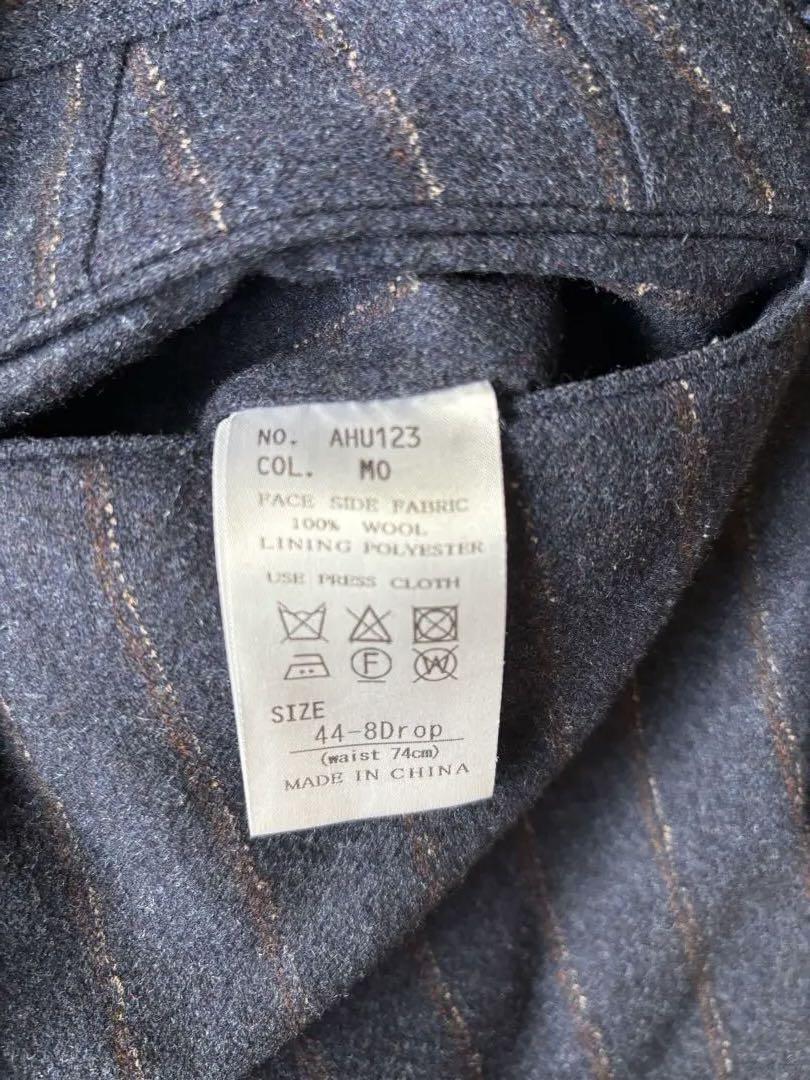 NO. AHU123
COL. MO
FACE SIDE FABRIC
100% WOOL
LINING POLYESTER
USE PRESS CLOTH
F
W
SIZE
44-8Drop
(waist 74cm)
MADE IN CHINA